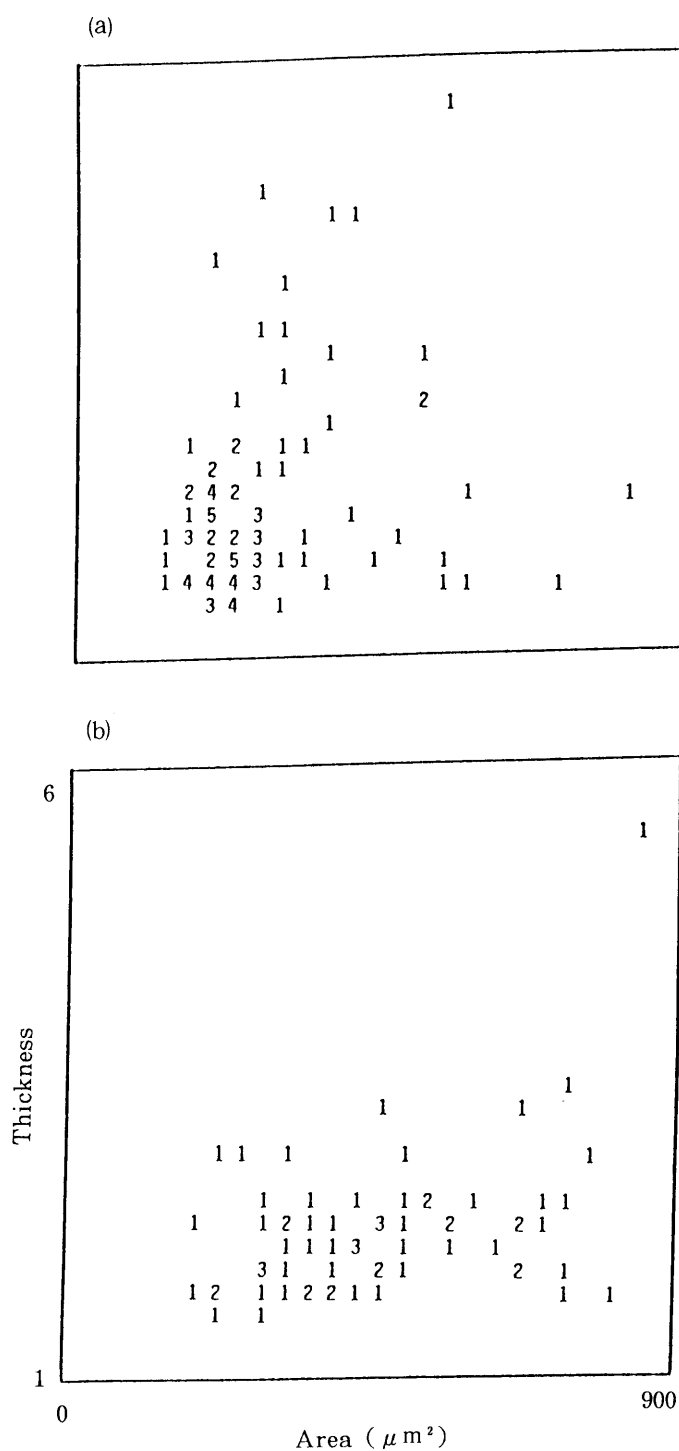 (a)
1
1
1 1
1
1
1 1
1 1
1
1 2
1
1 2 1 1
2 1 1
2 4 2 1 1
1 5 3 1
1 3 2 2 3 1 1
1 2 5 3 1 1 1 1
1 4 4 4 3 1 1 1 1
3 4 1
(b)
6
1
1
1 1
1 1 1 1 1
1 1 1 1 2 1 1 1
1 1 2 1 1 3 1 2 2 1
1 1 1 3 1 1 1
3 1 1 2 1 2 1
1 2 1 1 2 2 1 1 1 1
1 1
Thickness
1
0 900
Area ( μm²)